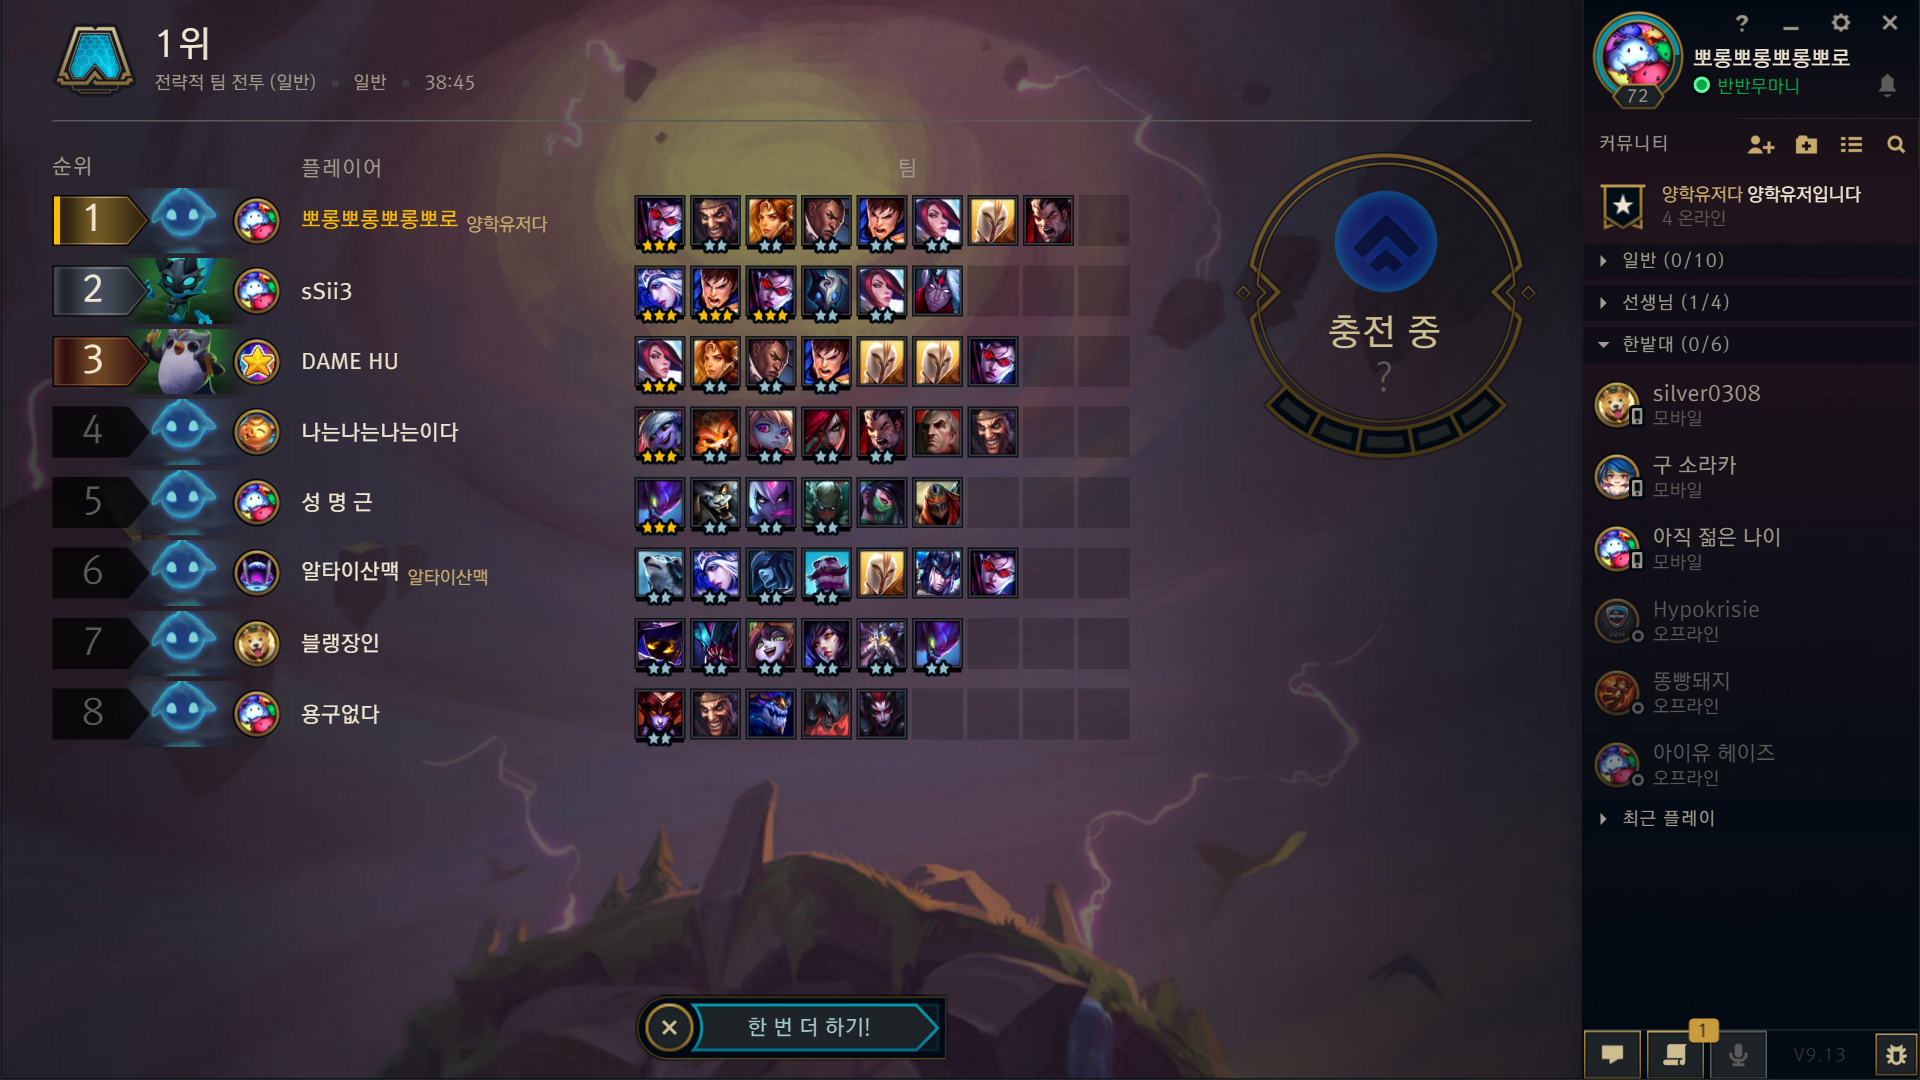 1위
전략적 팀 전투 (일반) • 일반 • 38:45
순위 플레이어 팀
1 뽀롱뽀롱뽀롱뽀로 양학유저다
2 sSii3
3 DAME HU
4 나는나는나는이다
5 성 명 근
6 알타이산맥 알타이산맥
7 블랭장인
8 용구없다
충전 중
?
한 번 더 하기!
?
뽀롱뽀롱뽀롱뽀로
반반무마니
72
커뮤니티
양학유저다 양학유저입니다
4 온라인
일반 (0/10)
선생님 (1/4)
한밭대 (0/6)
silver0308
모바일
구 소라카
모바일
아직 젊은 나이
모바일
Hypokrisie
오프라인
똥빵돼지
오프라인
아이유 헤이즈
오프라인
최근 플레이
1
V9.13